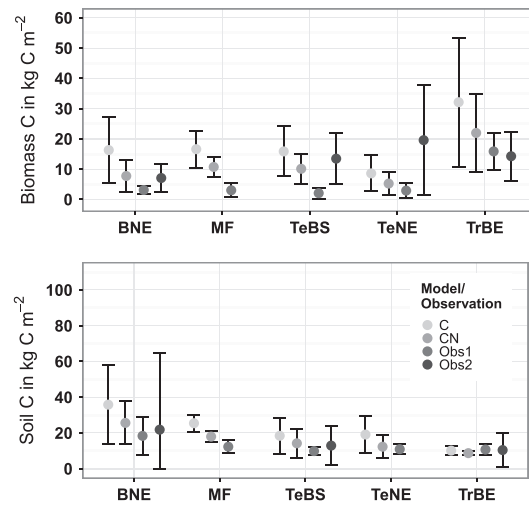 Biomass C in kg C m⁻²
60
50
40
30
20
10
0
BNE MF TeBS TeNE TrBE
Soil C in kg C m⁻²
100
80
60
40
20
0
Model/
Observation
C
CN
Obs1
Obs2
BNE MF TeBS TeNE TrBE